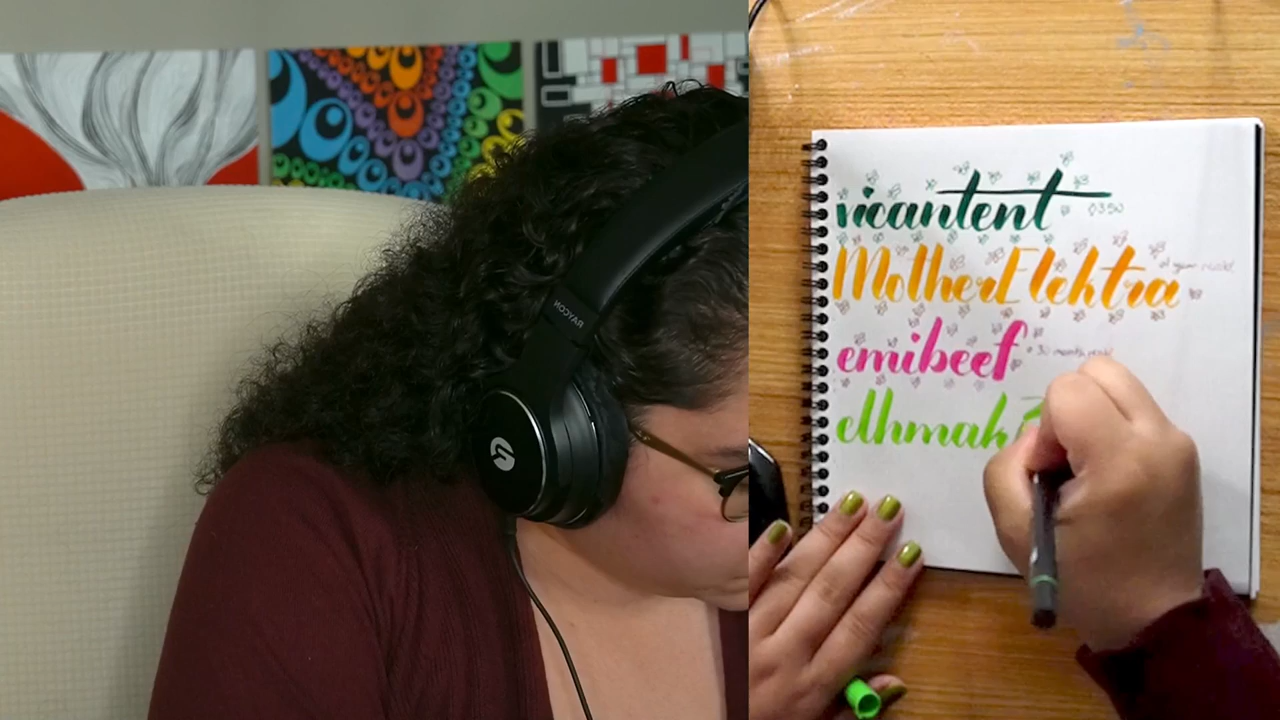 RAYCON
vicantent
MotherElektra
emibeef
elhmak